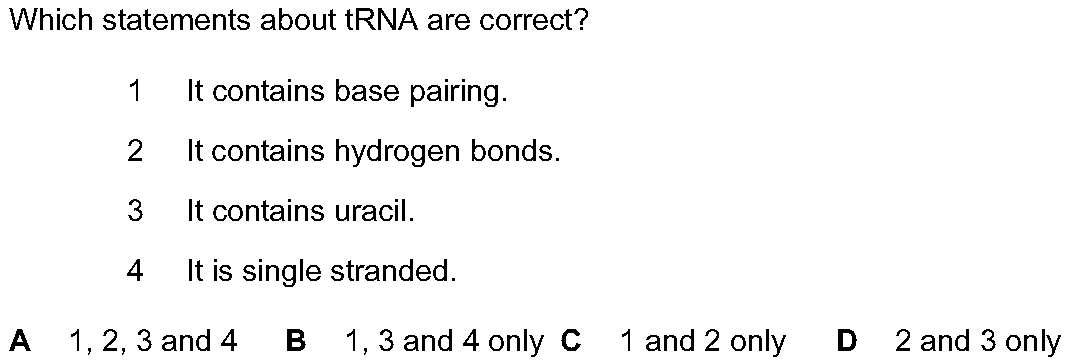 Which statements about tRNA are correct?
1 It contains base pairing.
2 It contains hydrogen bonds.
3 It contains uracil.
4 It is single stranded.
A 1, 2, 3 and 4 B 1, 3 and 4 only C 1 and 2 only D 2 and 3 only